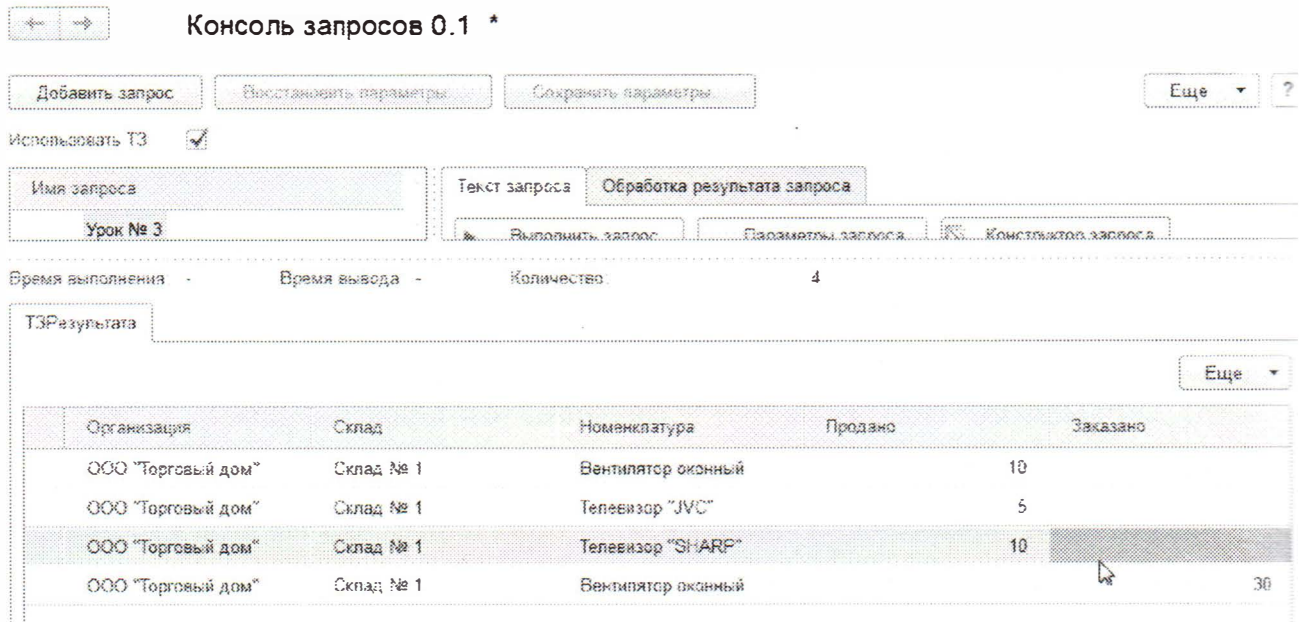 Консоль запросов 0.1 *
Добавить запрос Восстановить параметры... Сохранить параметры... Еще ?
Использовать ТЗ
Имя запроса Текст запроса Обработка результата запроса
Урок № 3 Выполнить запрос Параметры запроса Конструктор запроса
Время выполнения - Время вывода - Количество: 4
ТЗРезультата
Еще
Организация Склад Номенклатура Продано Заказано
ООО "Торговый дом" Склад № 1 Вентилятор оконный 10
ООО "Торговый дом" Склад № 1 Телевизор "JVC" 5
ООО "Торговый дом" Склад № 1 Телевизор "SHARP" 10
ООО "Торговый дом" Склад № 1 Вентилятор оконный 30